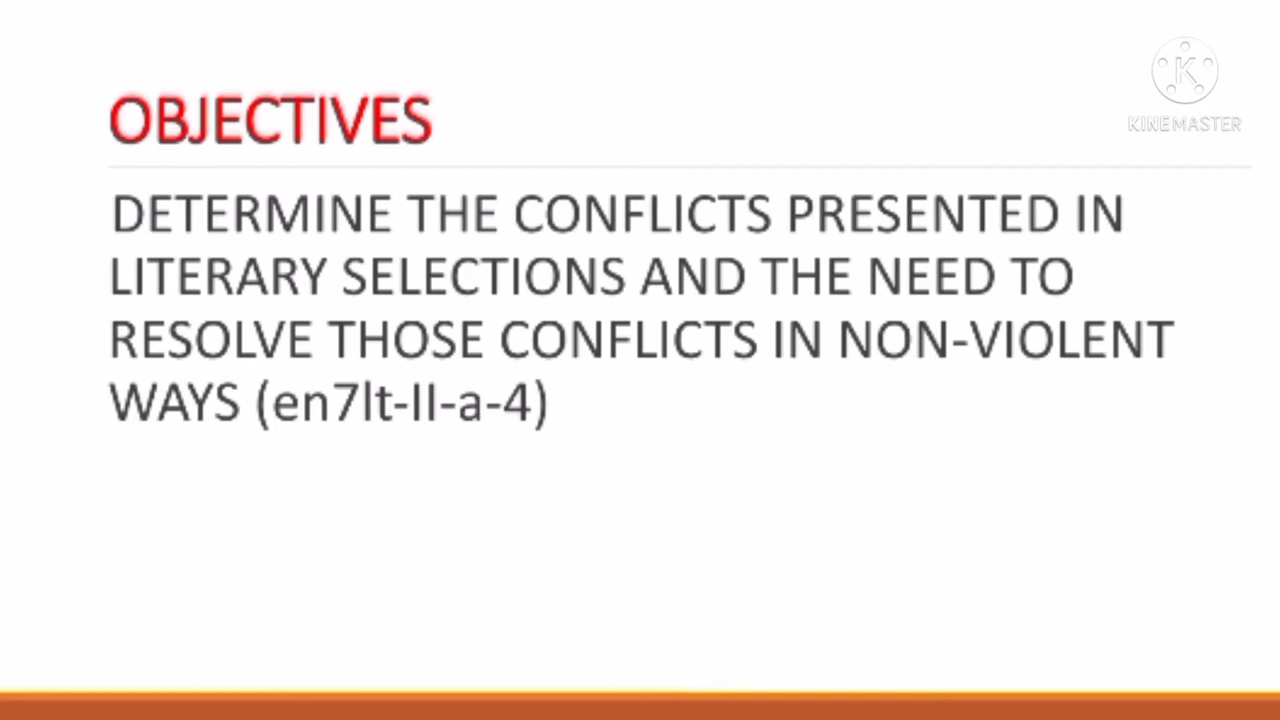 OBJECTIVES
K
KINEMASTER
DETERMINE THE CONFLICTS PRESENTED IN
LITERARY SELECTIONS AND THE NEED TO
RESOLVE THOSE CONFLICTS IN NON-VIOLENT
WAYS (en7lt-II-a-4)